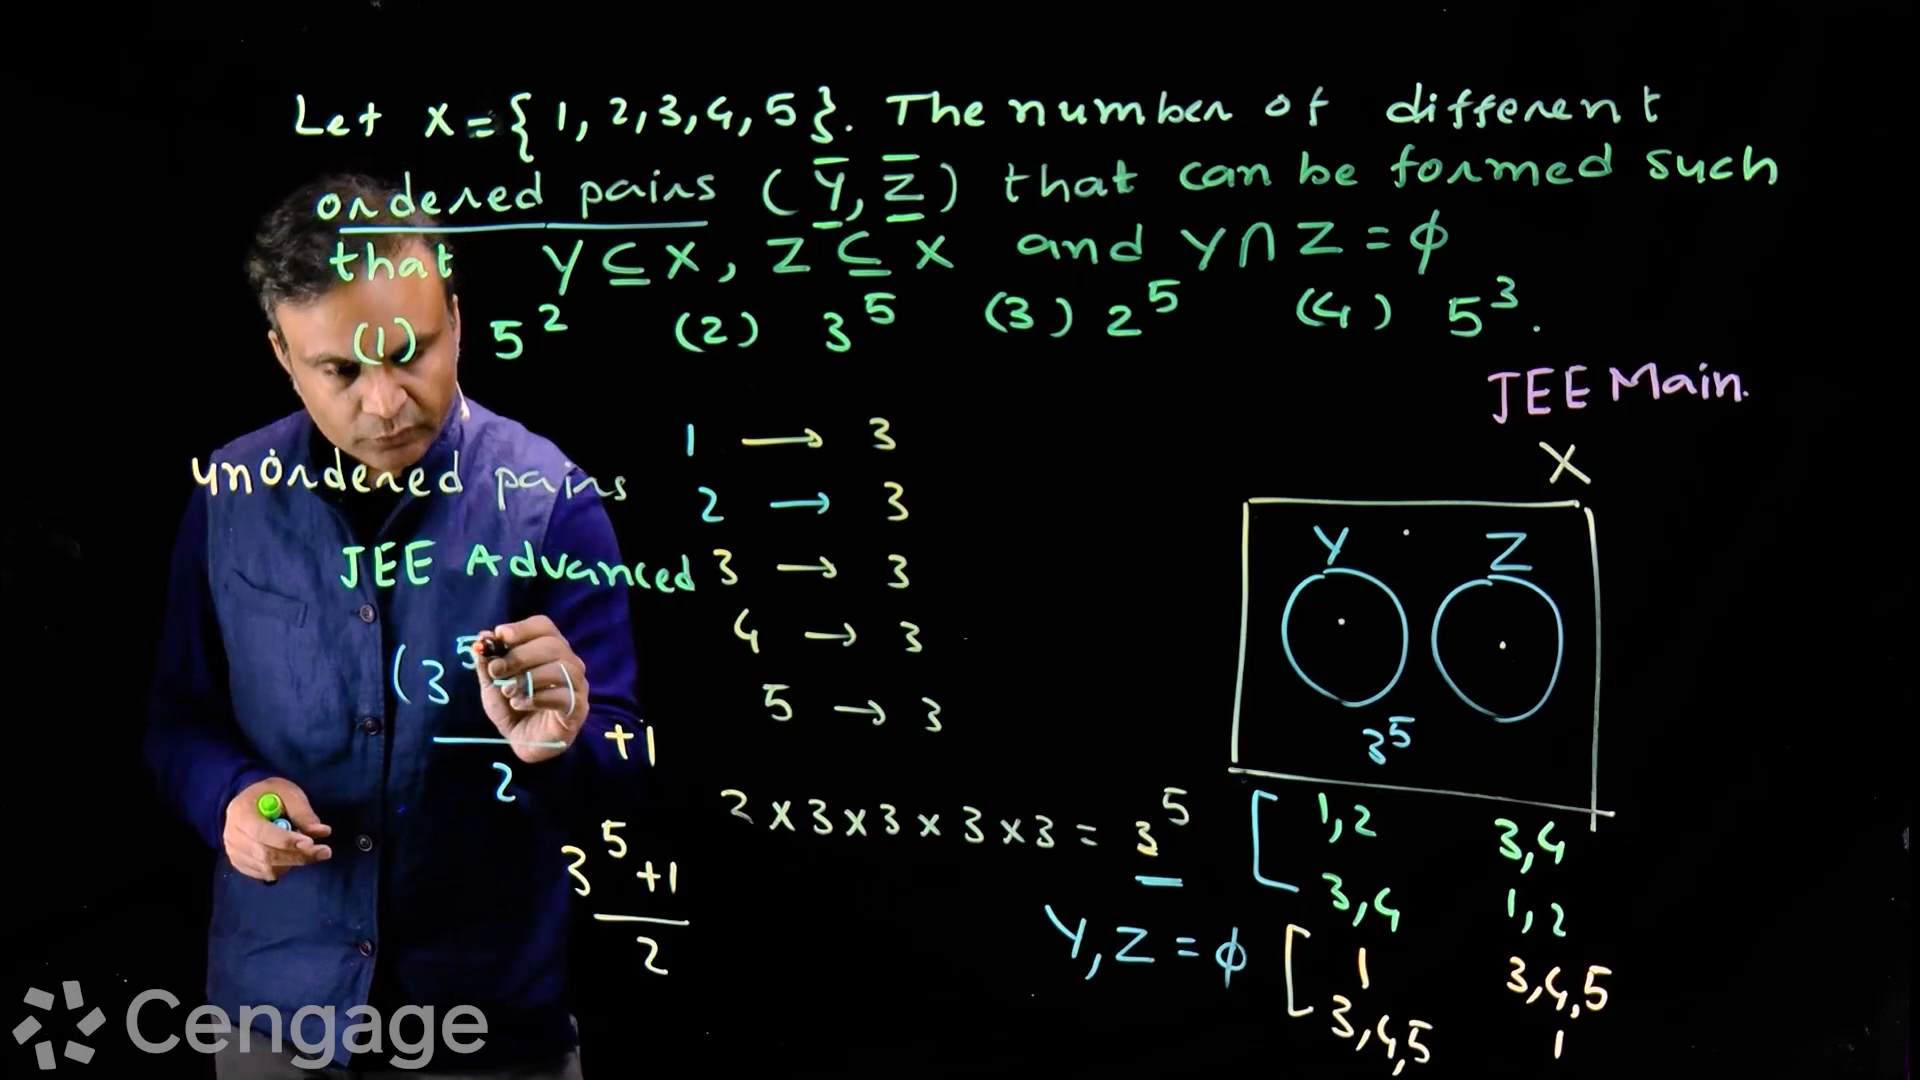 Let X = { 1, 2, 3, 4, 5 }. The number of different
ordered pairs (Y, Z) that can be formed such
that Y ⊆ X, Z ⊆ X and Y ∩ Z = ϕ
(1) 5² (2) 3⁵ (3) 2⁵ (4) 5³.
JEE Main.
unordered pairs
JEE Advanced
(3⁵ -1)
2
+1
3⁵ +1
2
1 → 3
2 → 3
3 → 3
4 → 3
5 → 3
3 x 3 x 3 x 3 x 3 = 3⁵
X
Y Z
3⁵
1,2 3,4
3,4 1,2
Y, Z = ϕ
1 3,4,5
3,4,5 1
Cengage